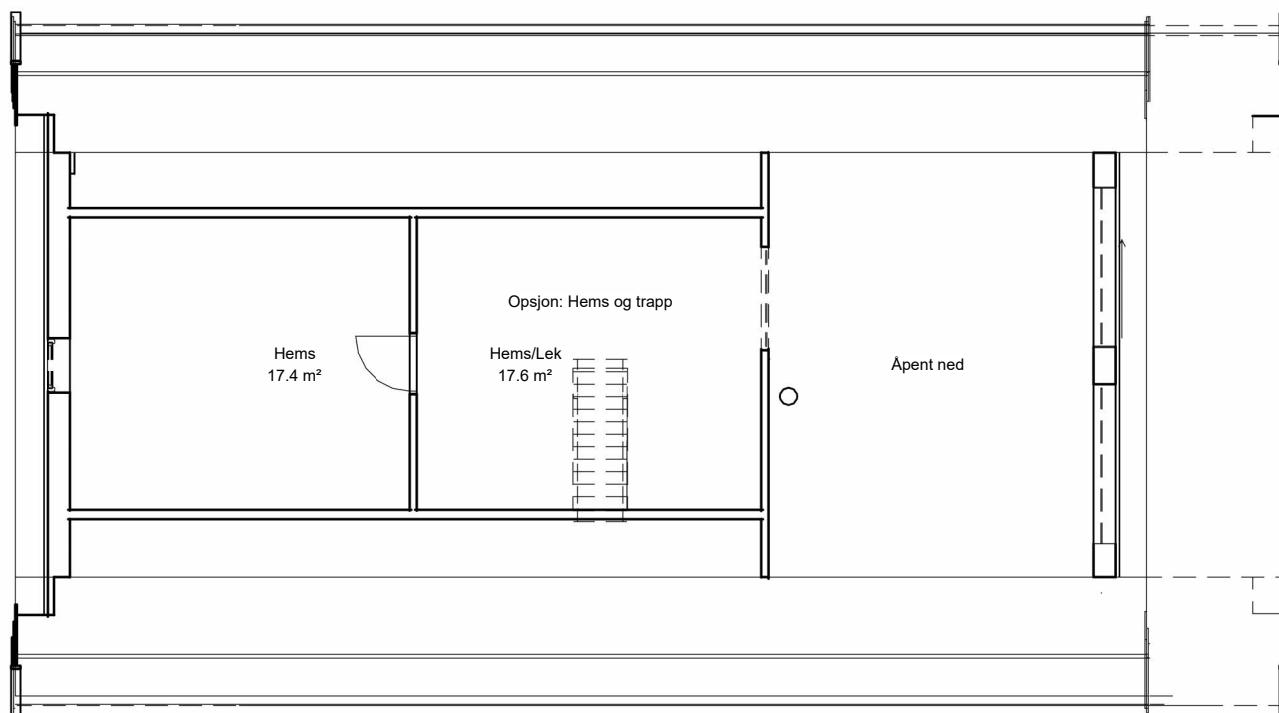 Opsjon: Hems og trapp
Hems
17.4 m²
Hems/Lek
17.6 m²
Åpent ned